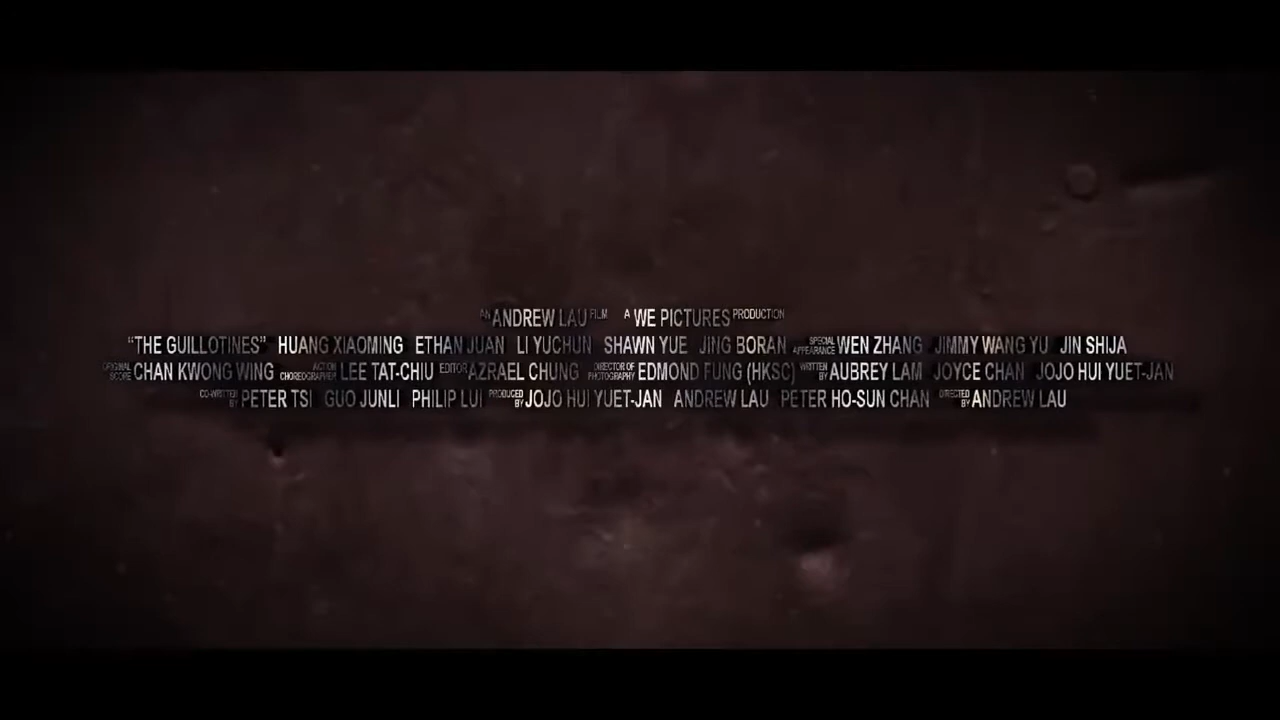 AN ANDREW LAU FILM A WE PICTURES PRODUCTION
“THE GUILLOTINES” HUANG XIAOMING ETHAN JUAN LI YUCHUN SHAWN YUE JING BORAN SPECIAL APPEARANCE WEN ZHANG JIMMY WANG YU JIN SHIJA
ORIGINAL SCORE CHAN KWONG WING ACTION CHOREOGRAPHER LEE TAT-CHIU EDITOR AZRAEL CHUNG DIRECTOR OF PHOTOGRAPHY EDMOND FUNG (HKSC) WRITTEN BY AUBREY LAM JOYCE CHAN JOJO HUI YUET-JAN
CO-WRITTEN BY PETER TSI GUO JUNLI PHILIP LUI PRODUCED BY JOJO HUI YUET-JAN ANDREW LAU PETER HO-SUN CHAN DIRECTED BY ANDREW LAU